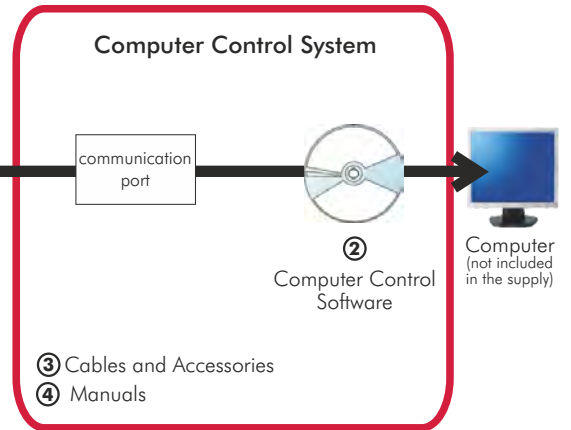 Computer Control System
communication
port
②
Computer Control
Software
Computer
(not included
in the supply)
③ Cables and Accessories
④ Manuals